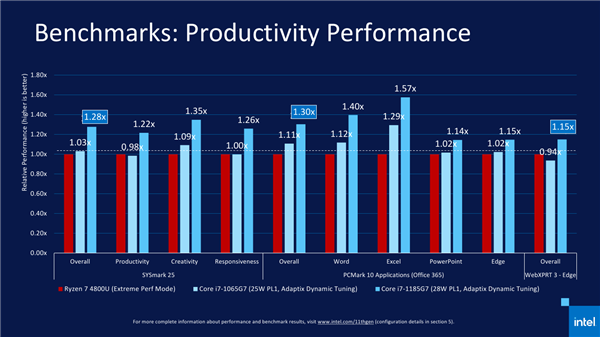 Benchmarks: Productivity Performance
Relative Performance (higher is better)
1.80x
1.60x
1.40x
1.20x
1.00x
0.80x
0.60x
0.40x
0.20x
0.00x
1.03x
1.28x
0.98x
1.22x
1.09x
1.35x
1.00x
1.26x
1.11x
1.30x
1.12x
1.40x
1.29x
1.57x
1.02x
1.14x
1.02x
1.15x
0.94x
1.15x
Overall Productivity Creativity Responsiveness Overall Word Excel PowerPoint Edge Overall
SYSmark 25 PCMark 10 Applications (Office 365) WebXPRT 3 - Edge
Ryzen 7 4800U (Extreme Perf Mode) Core i7-1065G7 (25W PL1, Adaptix Dynamic Tuning) Core i7-1185G7 (28W PL1, Adaptix Dynamic Tuning)
For more complete information about performance and benchmark results, visit www.intel.com/11thgen (configuration details in section 5).
intel